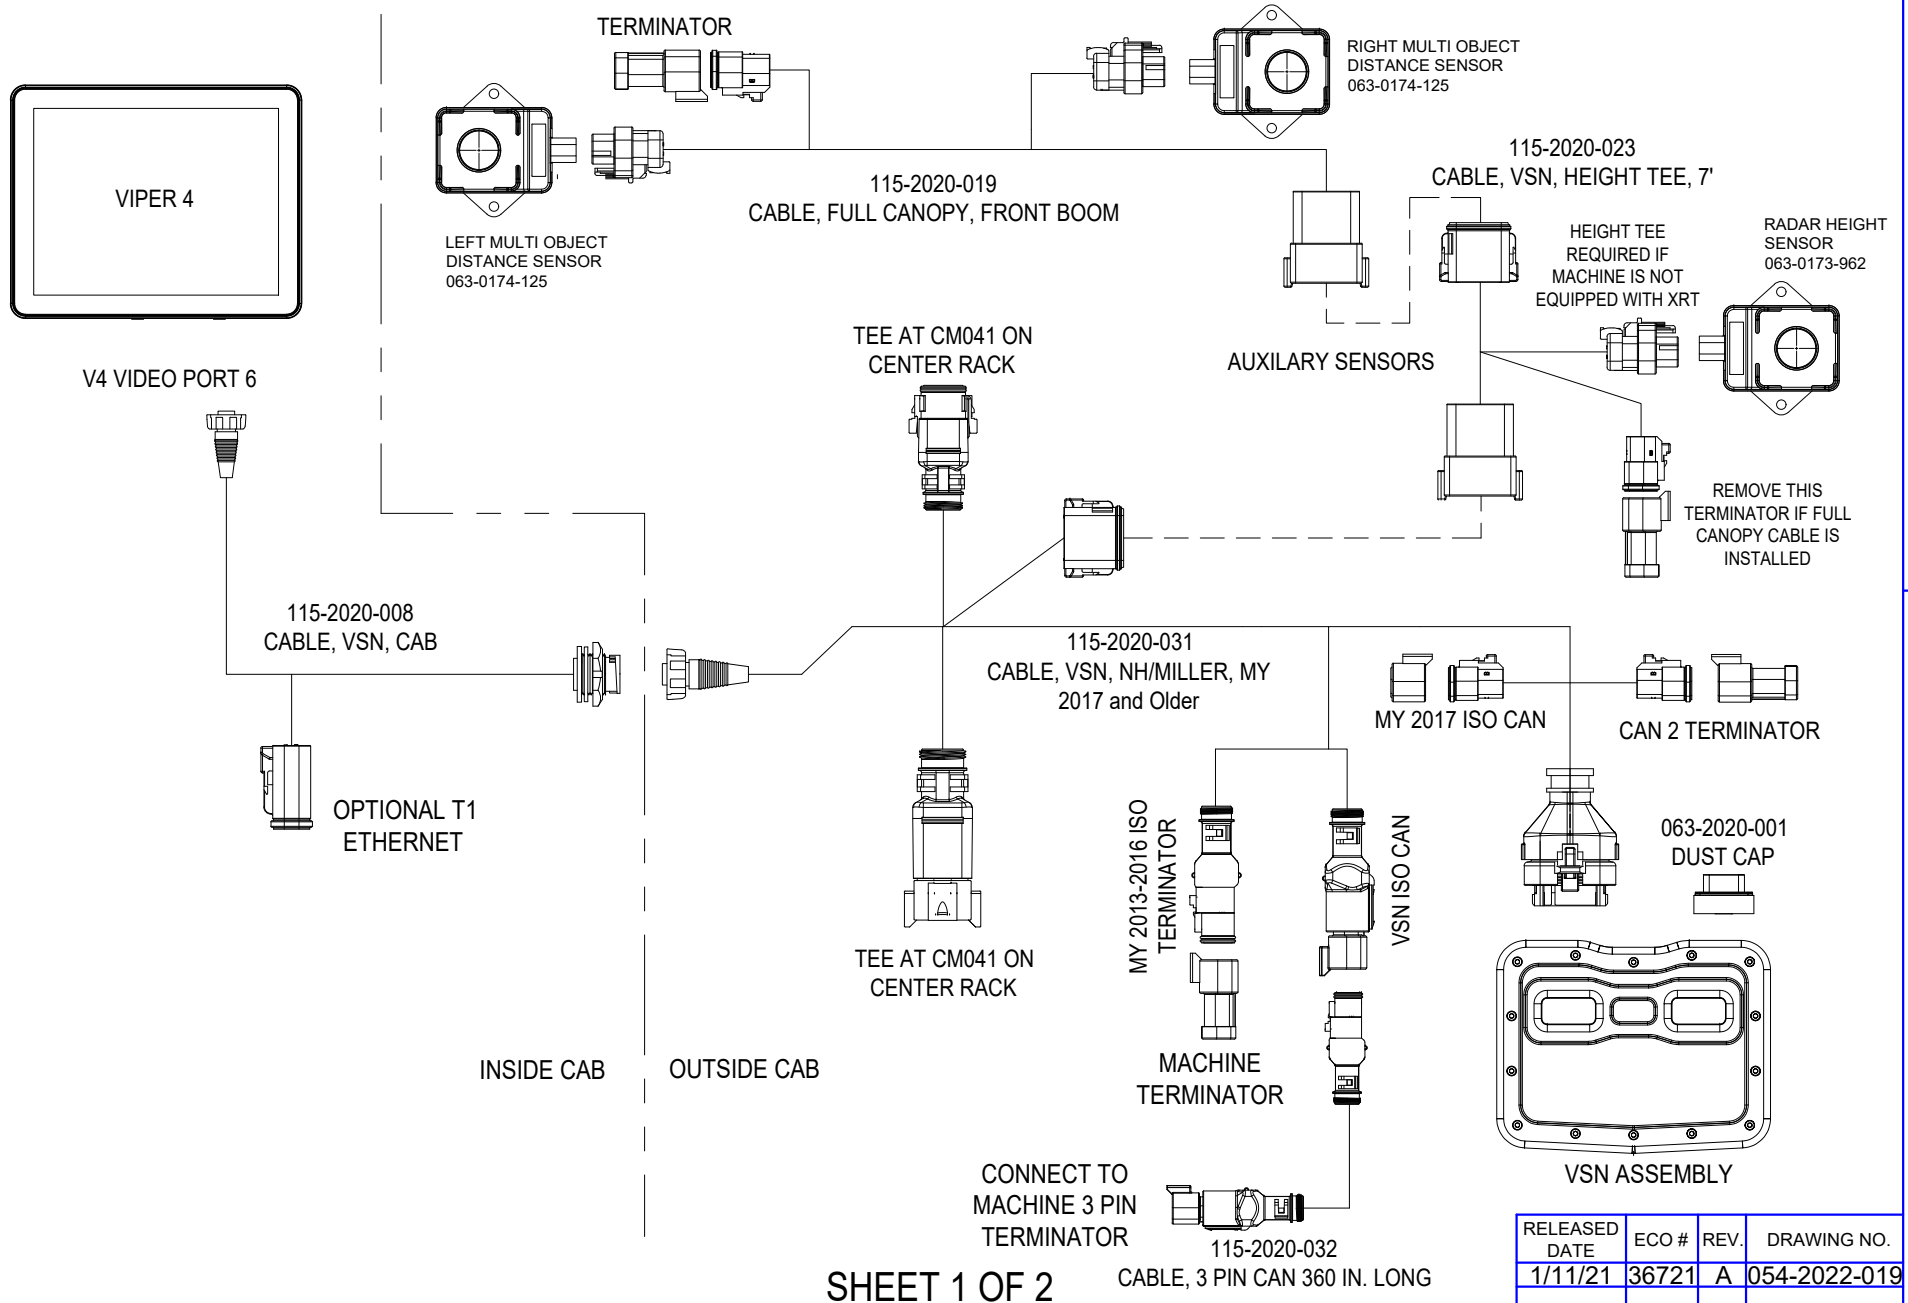 TERMINATOR
RIGHT MULTI OBJECT
DISTANCE SENSOR
063-0174-125
VIPER 4
LEFT MULTI OBJECT
DISTANCE SENSOR
063-0174-125
115-2020-019
CABLE, FULL CANOPY, FRONT BOOM
115-2020-023
CABLE, VSN, HEIGHT TEE, 7'
HEIGHT TEE
REQUIRED IF
MACHINE IS NOT
EQUIPPED WITH XRT
RADAR HEIGHT
SENSOR
063-0173-962
V4 VIDEO PORT 6
TEE AT CM041 ON
CENTER RACK
AUXILARY SENSORS
REMOVE THIS
TERMINATOR IF FULL
CANOPY CABLE IS
INSTALLED
115-2020-008
CABLE, VSN, CAB
115-2020-031
CABLE, VSN, NH/MILLER, MY
2017 and Older
MY 2017 ISO CAN
CAN 2 TERMINATOR
OPTIONAL T1
ETHERNET
TEE AT CM041 ON
CENTER RACK
MY 2013-2016 ISO
TERMINATOR
VSN ISO CAN
063-2020-001
DUST CAP
MACHINE
TERMINATOR
INSIDE CAB
OUTSIDE CAB
VSN ASSEMBLY
CONNECT TO
MACHINE 3 PIN
TERMINATOR
115-2020-032
CABLE, 3 PIN CAN 360 IN. LONG
SHEET 1 OF 2
RELEASED
DATE
ECO #
REV.
DRAWING NO.
1/11/21
36721
A
054-2022-019